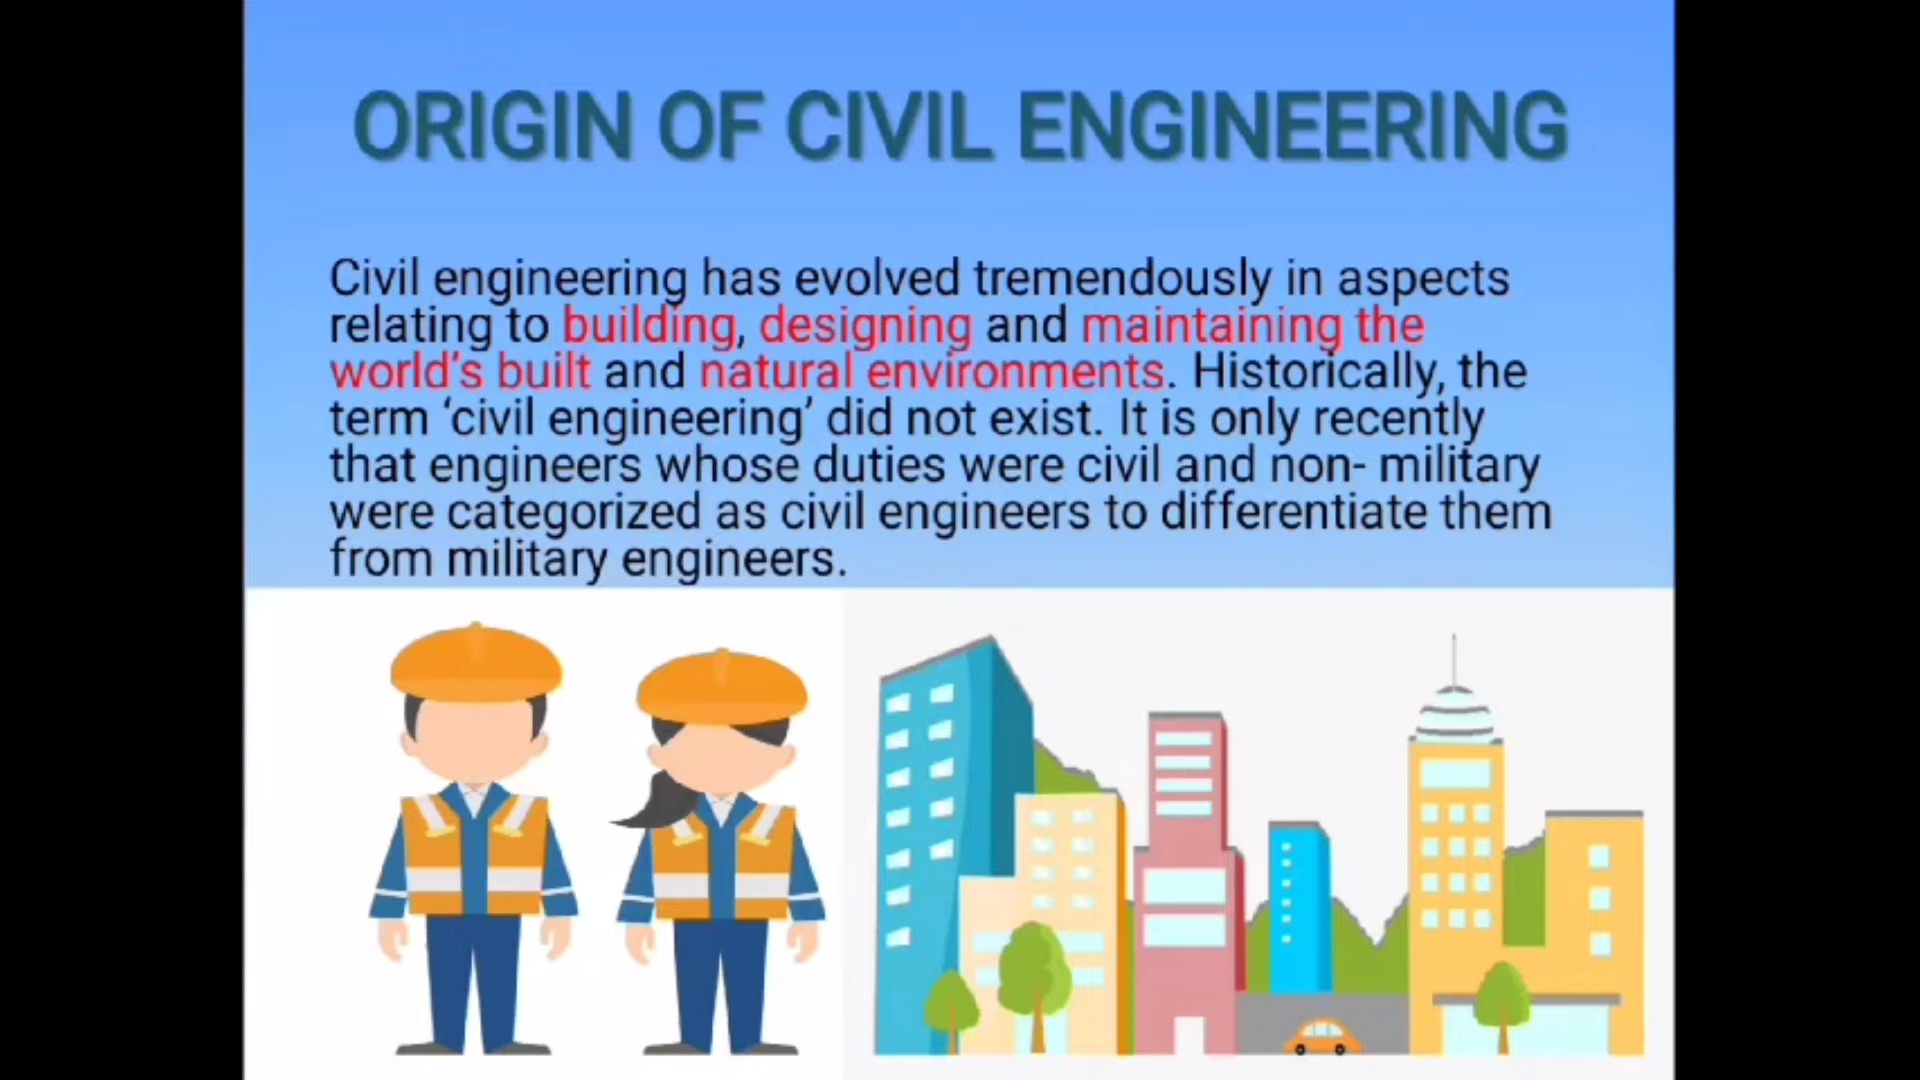 ORIGIN OF CIVIL ENGINEERING
Civil engineering has evolved tremendously in aspects
relating to building, designing and maintaining the
world's built and natural environments. Historically, the
term ‘civil engineering’ did not exist. It is only recently
that engineers whose duties were civil and non- military
were categorized as civil engineers to differentiate them
from military engineers.